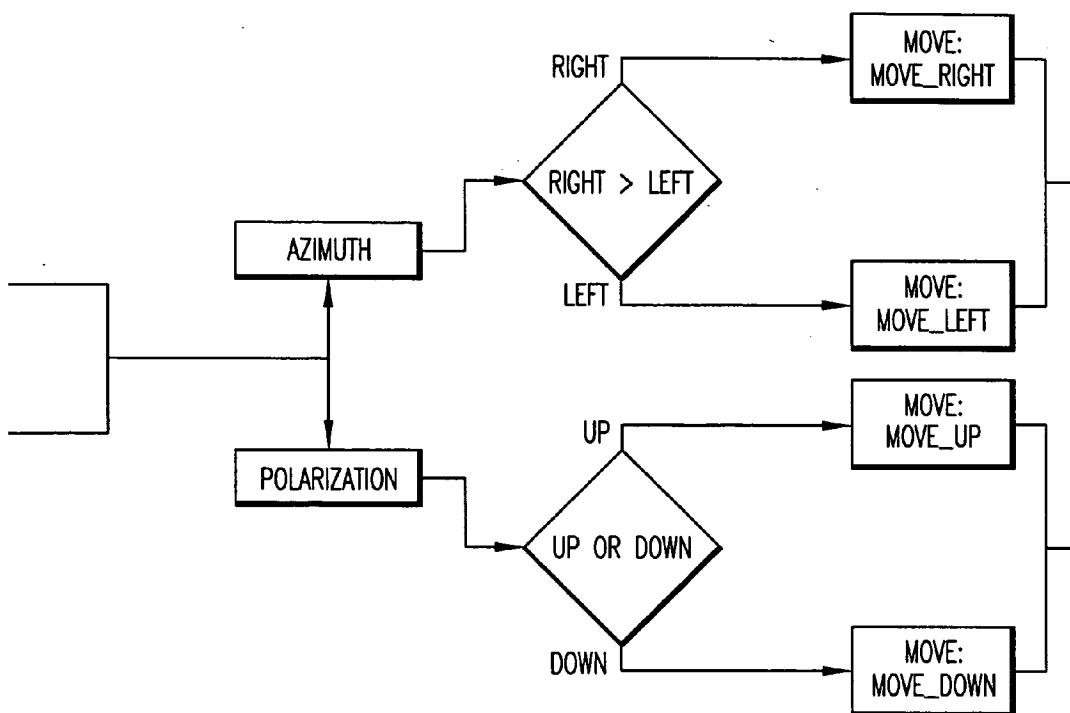 RIGHT
MOVE:
MOVE_RIGHT
RIGHT > LEFT
AZIMUTH
LEFT
MOVE:
MOVE_LEFT
UP
MOVE:
MOVE_UP
POLARIZATION
UP OR DOWN
DOWN
MOVE:
MOVE_DOWN